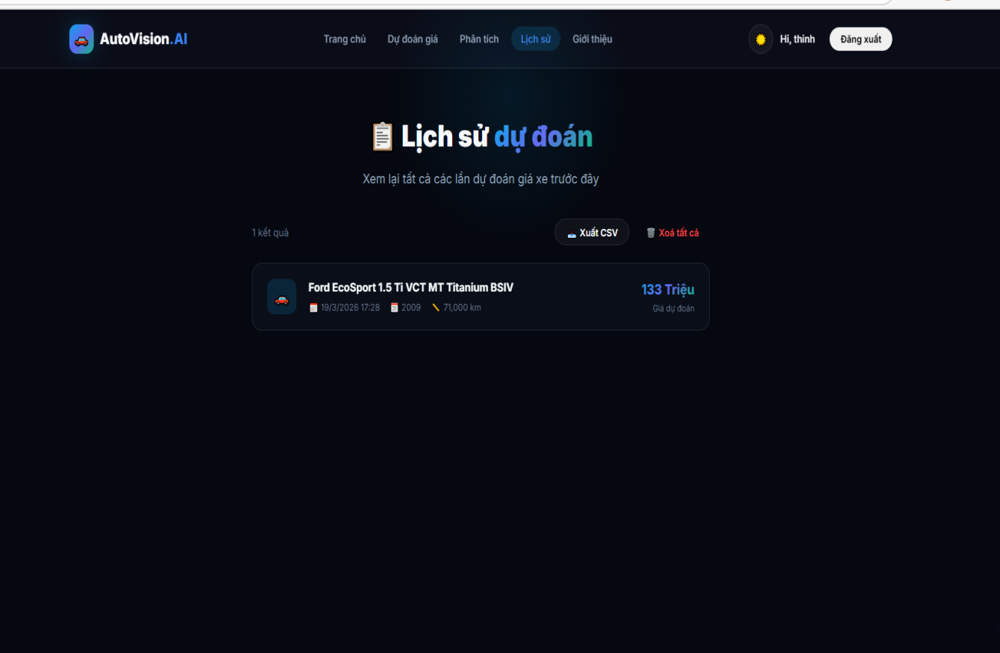 AutoVision.AI
Trang chủ Dự đoán giá Phân tích Lịch sử Giới thiệu
Hi, thinh Đăng xuất
Lịch sử dự đoán
Xem lại tất cả các lần dự đoán giá xe trước đây
1 kết quả Xuất CSV Xoá tất cả
Ford EcoSport 1.5 Ti VCT MT Titanium BSIV 133 Triệu
19/3/2026 17:28 2009 71,000 km Giá dự đoán